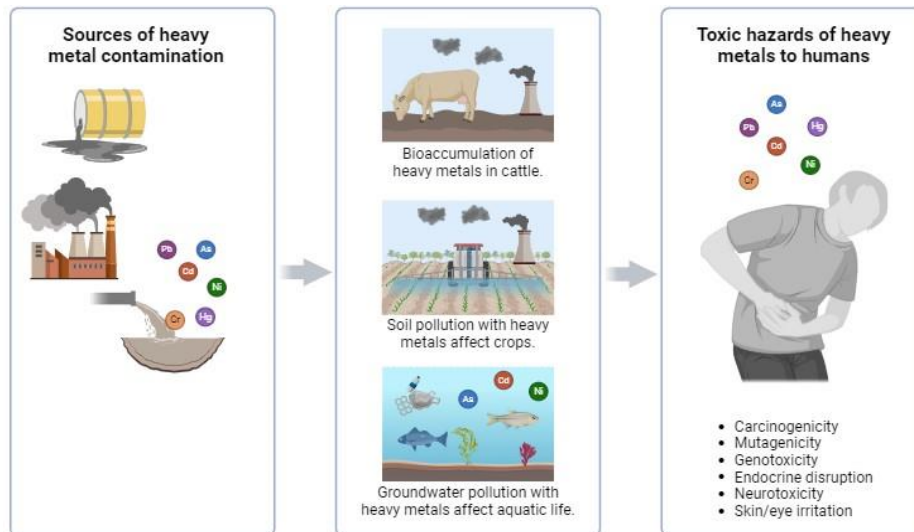 Sources of heavy
metal contamination
Pb
As
Cd
Ni
Cr
Hg
Bioaccumulation of
heavy metals in cattle.
Soil pollution with heavy
metals affect crops.
Cd
As
Ni
Groundwater pollution with
heavy metals affect aquatic life.
Toxic hazards of heavy
metals to humans
As
Pb
Hg
Cd
Ni
Cr
• Carcinogenicity
• Mutagenicity
• Genotoxicity
• Endocrine disruption
• Neurotoxicity
• Skin/eye irritation